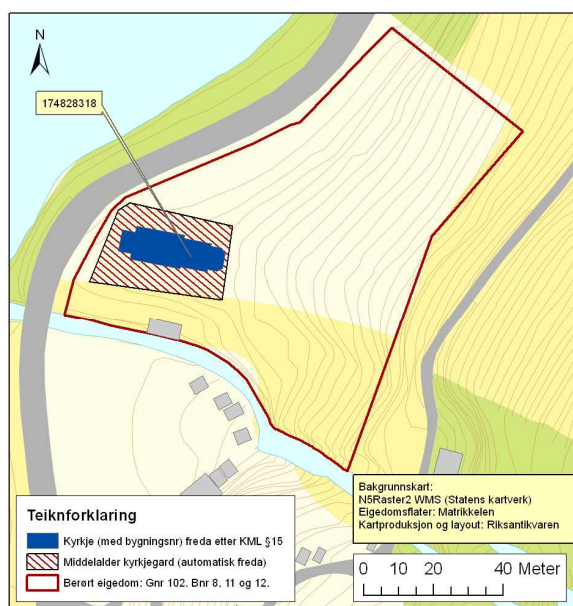 N
174828318
Teiknforklaring
Kyrkje (med bygningsnr) freda etter KML §15
Middelalder kyrkjegard (automatisk freda)
Berørt eigedom: Gnr 102. Bnr 8, 11 og 12.
Bakgrunnskart:
N5Raster2 WMS (Statens kartverk)
Eigedomsflater: Matrikkelen
Kartproduksjon og layout: Riksantikvaren
0 10 20 40 Meter